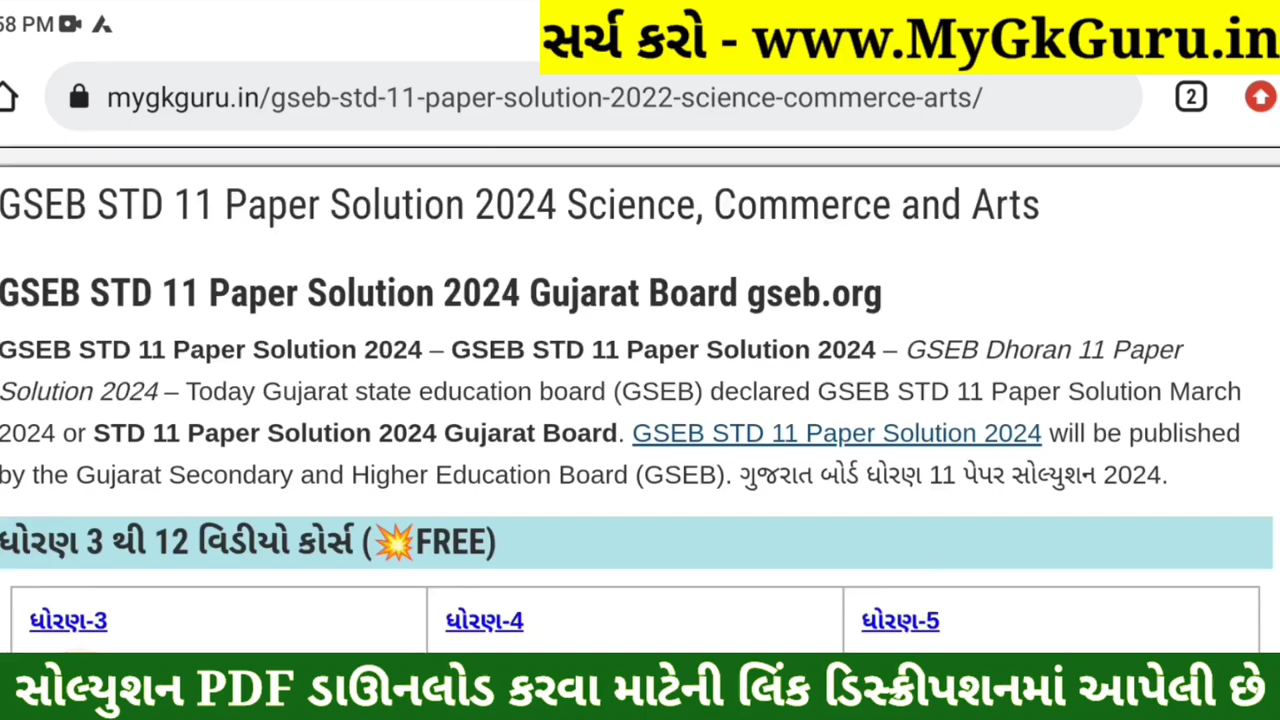 58 PM
સર્ચ કરો - www.MyGkGuru.in
mygkguru.in/gseb-std-11-paper-solution-2022-science-commerce-arts/
2
GSEB STD 11 Paper Solution 2024 Science, Commerce and Arts
GSEB STD 11 Paper Solution 2024 Gujarat Board gseb.org
GSEB STD 11 Paper Solution 2024 – GSEB STD 11 Paper Solution 2024 – GSEB Dhoran 11 Paper
Solution 2024 – Today Gujarat state education board (GSEB) declared GSEB STD 11 Paper Solution March
2024 or STD 11 Paper Solution 2024 Gujarat Board. GSEB STD 11 Paper Solution 2024 will be published
by the Gujarat Secondary and Higher Education Board (GSEB). ગુજરાત બોર્ડ ધોરણ 11 પેપર સોલ્યુશન 2024.
ધોરણ 3 થી 12 વિડીયો કોર્સ (💥FREE)
ધોરણ-3 ધોરણ-4 ધોરણ-5
સોલ્યુશન PDF ડાઊનલોડ કરવા માટેની લિંક ડિસ્ક્રીપશનમાં આપેલી છે